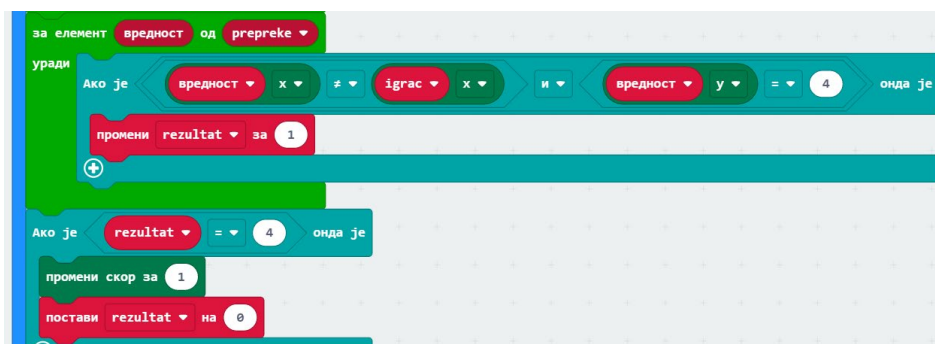 за елемент вредност од prepreke
уради
Ако је вредност x ≠ igrac x и вредност y = 4 онда је
промени rezultat за 1
Ако је rezultat = 4 онда је
промени скор за 1
постави rezultat на 0